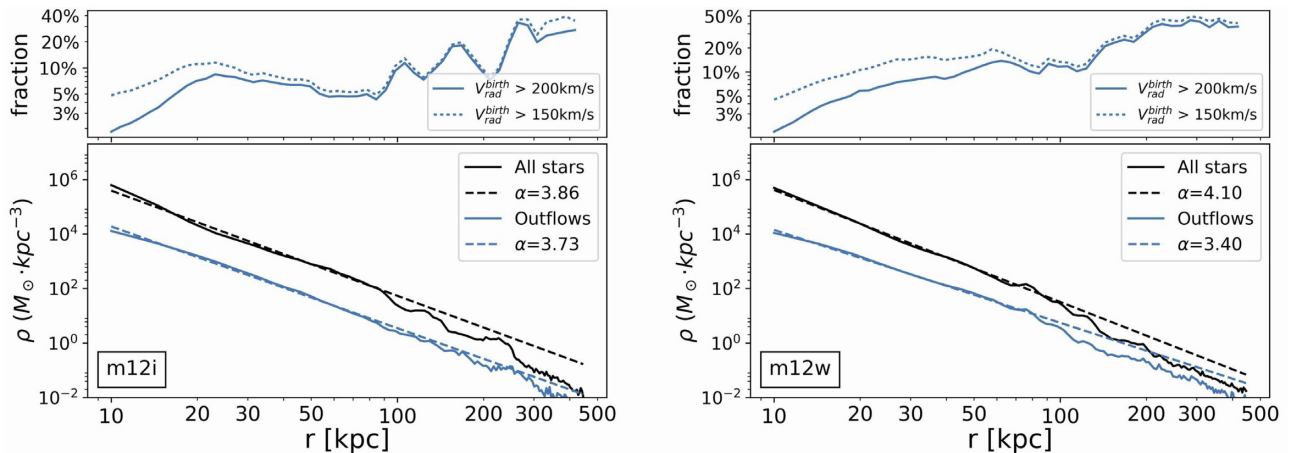 40%
20%
10%
5%
3%
fraction
V_rad^birth > 200km/s
V_rad^birth > 150km/s
10^6
10^4
10^2
10^0
10^-2
ρ (M⊙·kpc^-3)
All stars
α=3.86
Outflows
α=3.73
m12i
10 20 30 50 100 200 300 500
r [kpc]
50%
20%
10%
5%
3%
fraction
V_rad^birth > 200km/s
V_rad^birth > 150km/s
10^6
10^4
10^2
10^0
10^-2
ρ (M⊙·kpc^-3)
All stars
α=4.10
Outflows
α=3.40
m12w
10 20 30 50 100 200 300 500
r [kpc]